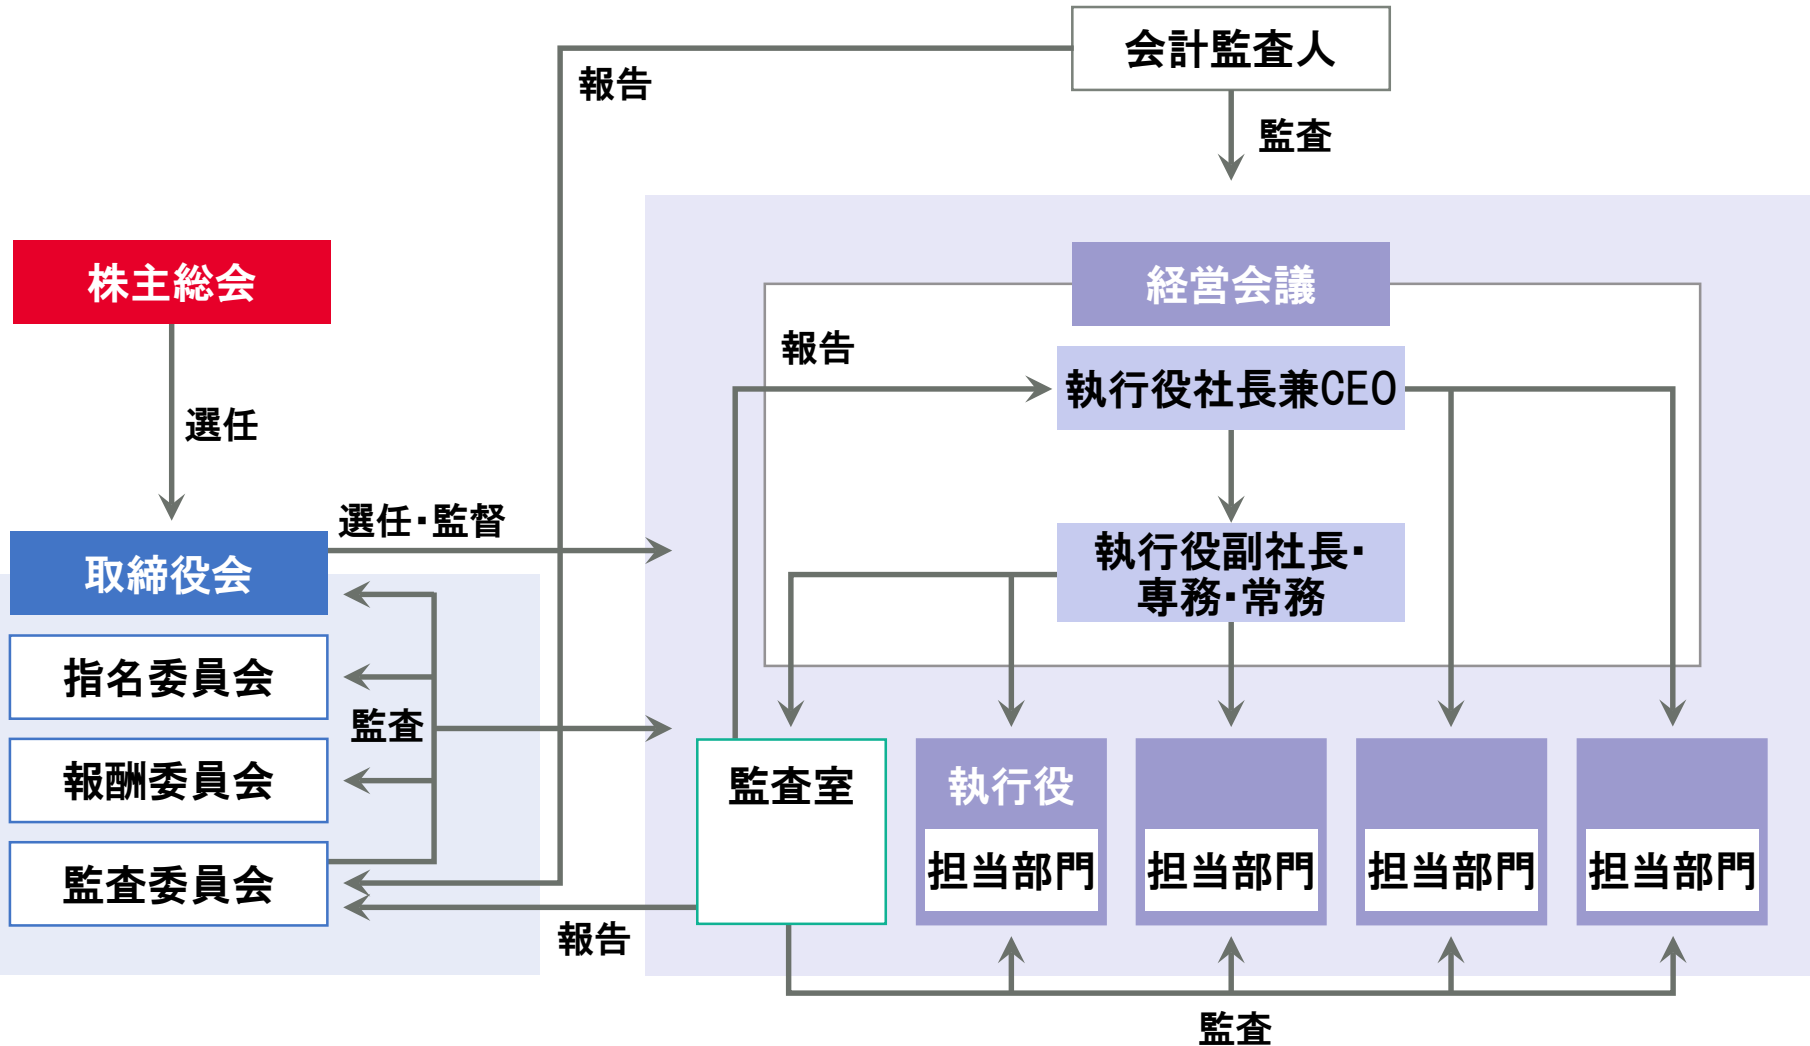 会計監査人
報告
監査
株主総会
経営会議
報告
執行役社長兼CEO
選任
選任・監督
取締役会
執行役副社長・
専務・常務
指名委員会
監査
報酬委員会
監査室
執行役
監査委員会
担当部門
担当部門
担当部門
担当部門
報告
監査